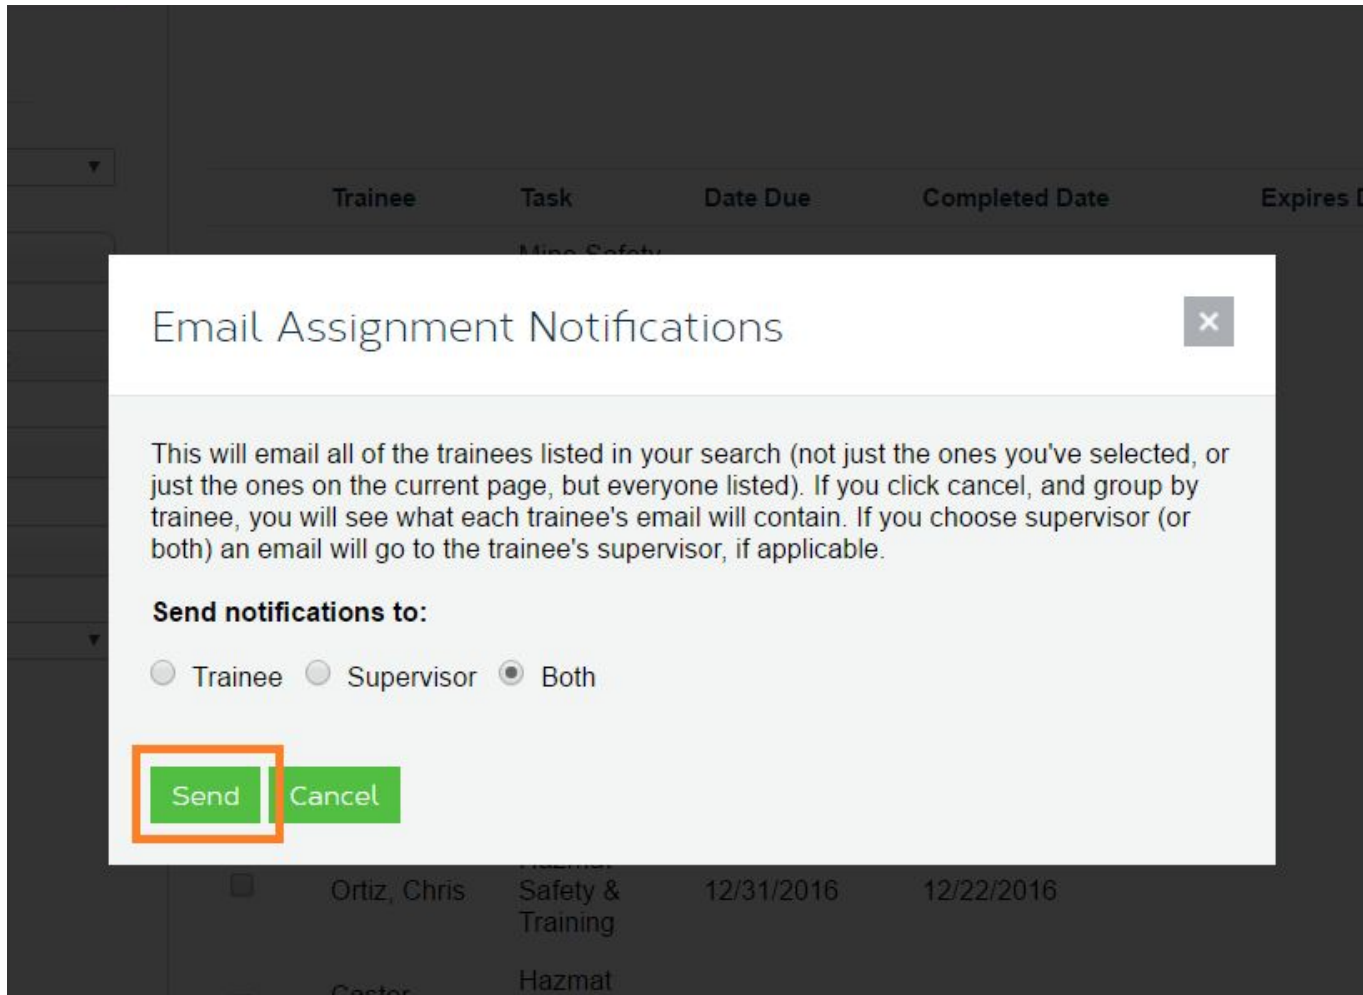 Trainee Task Date Due Completed Date Expires
Mine Safety
Email Assignment Notifications
This will email all of the trainees listed in your search (not just the ones you've selected, or
just the ones on the current page, but everyone listed). If you click cancel, and group by
trainee, you will see what each trainee's email will contain. If you choose supervisor (or
both) an email will go to the trainee's supervisor, if applicable.
Send notifications to:
Trainee Supervisor Both
Send Cancel
Hazmat
Ortiz, Chris Safety & 12/31/2016 12/22/2016
Training
Hazmat